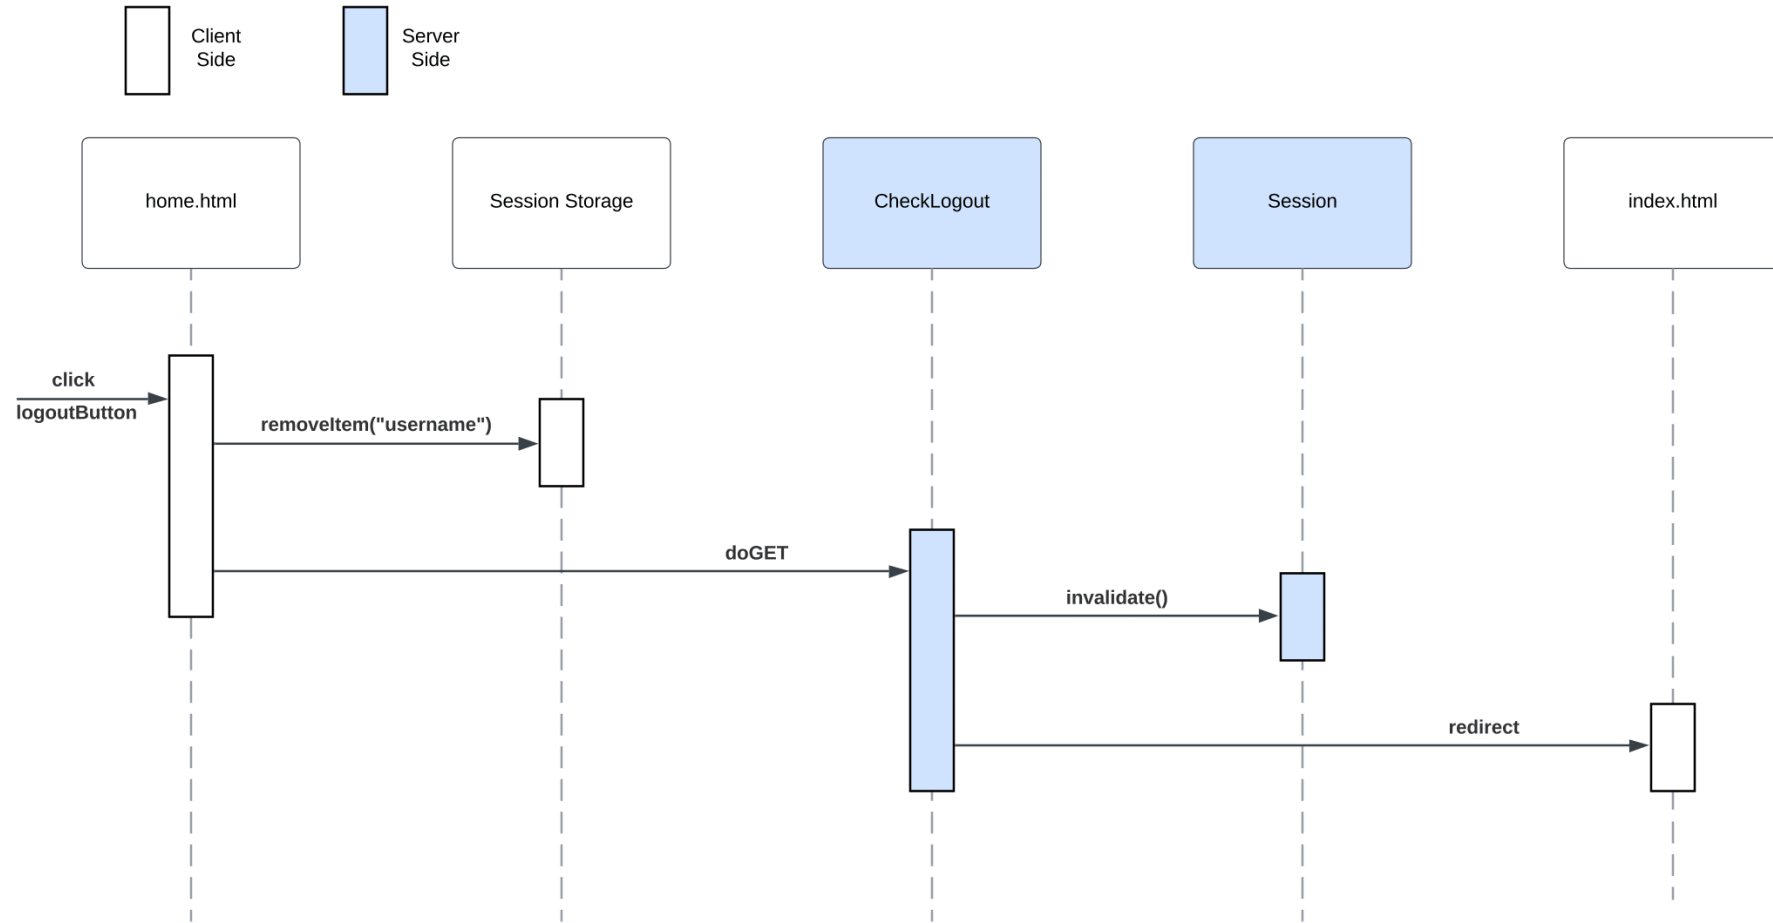 Client
Side
Server
Side
home.html
Session Storage
CheckLogout
Session
index.html
click
logoutButton
removeItem("username")
doGET
invalidate()
redirect